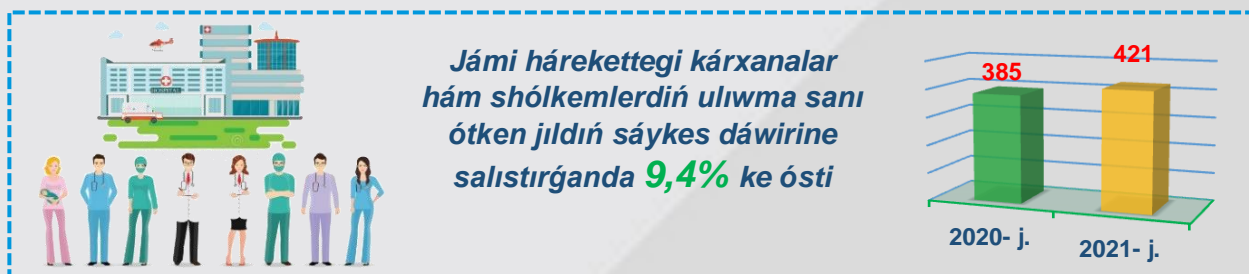 HOSPITAL
Jámi hárekettegi kárxanalar
hám shólkemlerdiń ulıwma sanı
ótken jıldıń sáykes dáwirine
salıstırǵanda 9,4% ke ósti
385
421
2020- j.
2021- j.